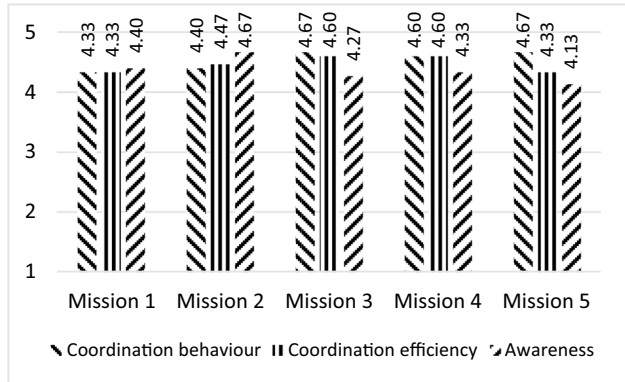 4.33 4.33 4.40 4.40 4.47 4.67 4.67 4.60 4.27 4.60 4.60 4.33 4.67 4.33 4.13
5
4
3
2
1
Mission 1 Mission 2 Mission 3 Mission 4 Mission 5
Coordination behaviour Coordination efficiency Awareness